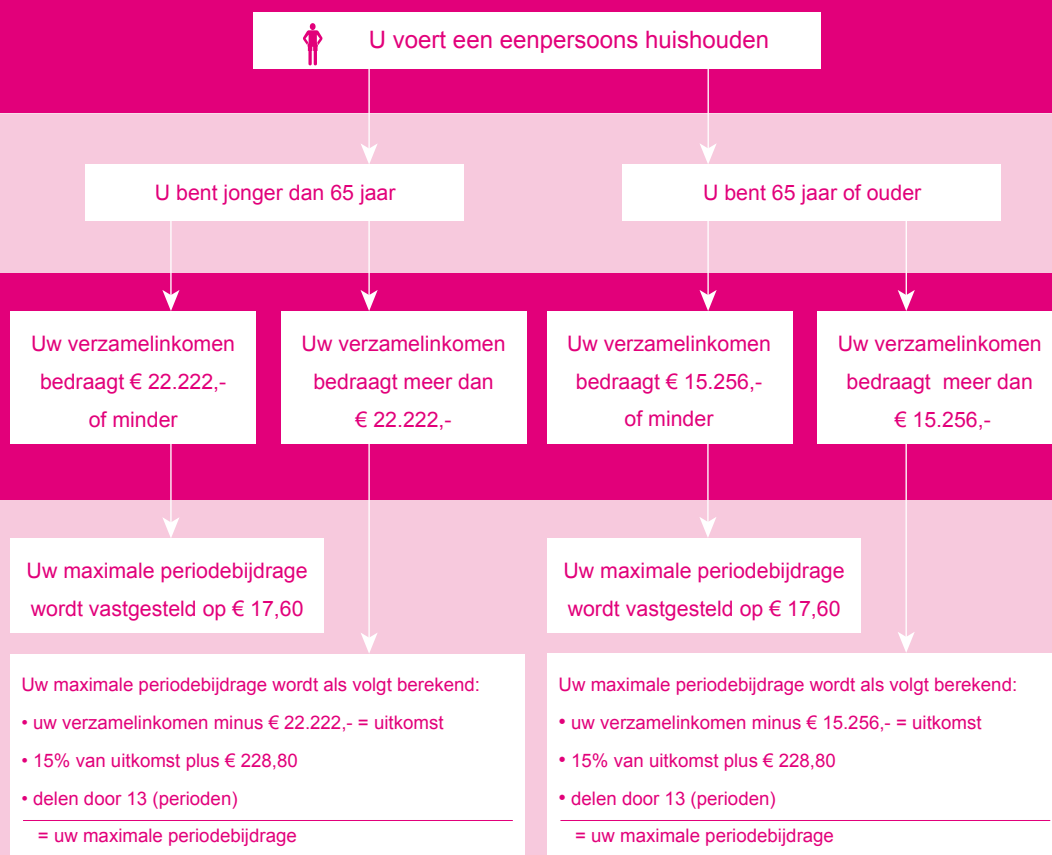 U voert een eenpersoons huishouden
U bent jonger dan 65 jaar
U bent 65 jaar of ouder
Uw verzamelinkomen
bedraagt € 22.222,-
of minder
Uw verzamelinkomen
bedraagt meer dan
€ 22.222,-
Uw verzamelinkomen
bedraagt € 15.256,-
of minder
Uw verzamelinkomen
bedraagt meer dan
€ 15.256,-
Uw maximale periodebijdrage
wordt vastgesteld op € 17,60
Uw maximale periodebijdrage
wordt vastgesteld op € 17,60
Uw maximale periodebijdrage wordt als volgt berekend:
• uw verzamelinkomen minus € 22.222,- = uitkomst
• 15% van uitkomst plus € 228,80
• delen door 13 (perioden)
= uw maximale periodebijdrage
Uw maximale periodebijdrage wordt als volgt berekend:
• uw verzamelinkomen minus € 15.256,- = uitkomst
• 15% van uitkomst plus € 228,80
• delen door 13 (perioden)
= uw maximale periodebijdrage